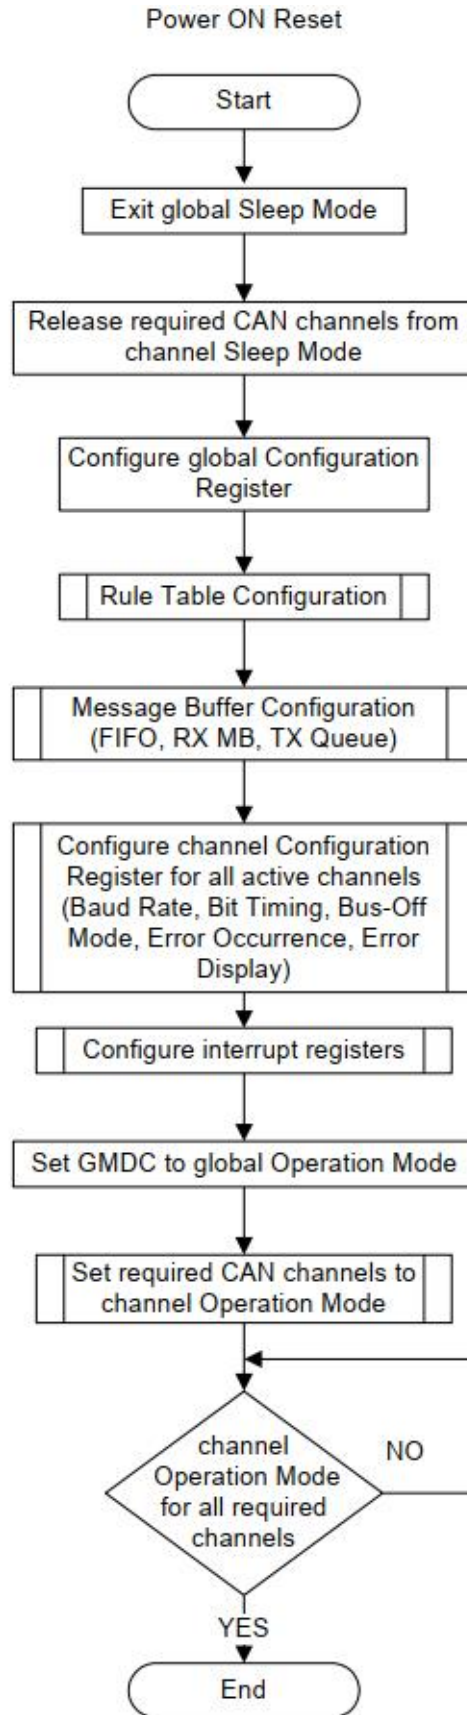 Power ON Reset
Start
Exit global Sleep Mode
Release required CAN channels from
channel Sleep Mode
Configure global Configuration
Register
Rule Table Configuration
Message Buffer Configuration
(FIFO, RX MB, TX Queue)
Configure channel Configuration
Register for all active channels
(Baud Rate, Bit Timing, Bus-Off
Mode, Error Occurrence, Error
Display)
Configure interrupt registers
Set GMDC to global Operation Mode
Set required CAN channels to
channel Operation Mode
channel
Operation Mode
for all required
channels
NO
YES
End